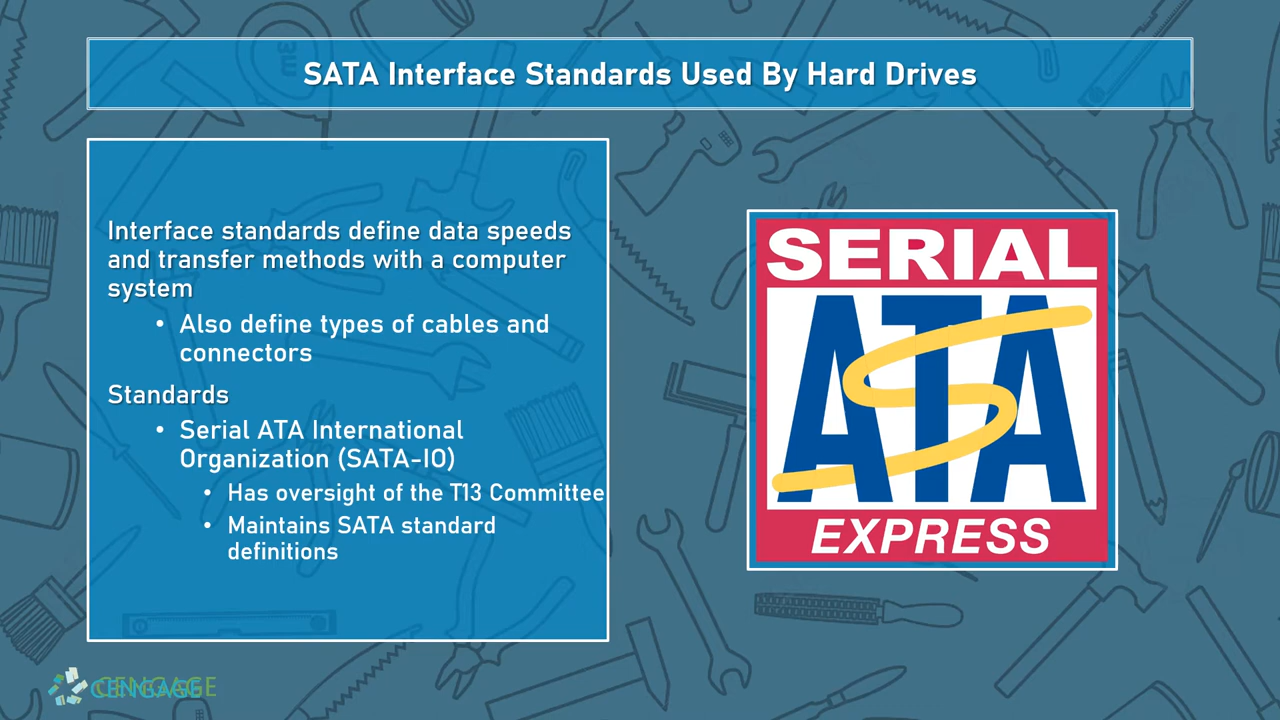 SATA Interface Standards Used By Hard Drives
Interface standards define data speeds
and transfer methods with a computer
system
• Also define types of cables and
connectors
Standards
• Serial ATA International
Organization (SATA-IO)
• Has oversight of the T13 Committee
• Maintains SATA standard
definitions
SERIAL
ATA
EXPRESS
CENGAGE